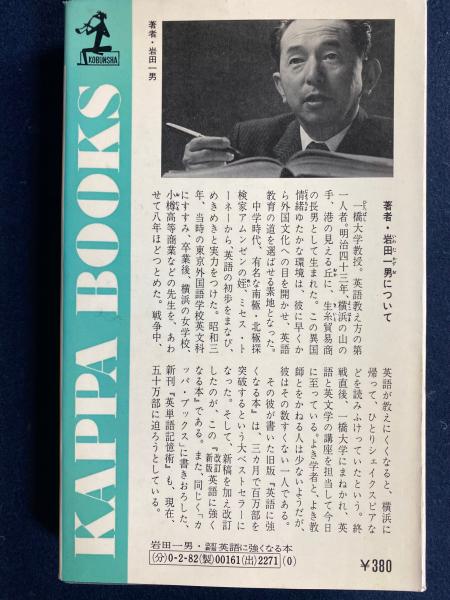 KOBUNSHA
KAPPA BOOKS
著者・岩田一男
著者・岩田一男について
一橋大学教授。英語教え方の第
一人者。明治四十三年、横浜の山の
手、港の見える丘に、生糸貿易商
の長男として生まれた。この異国
情緒ゆたかな環境は、彼に早くか
ら外国文化への目を開かせ、英語
教育の道を選ばせる素地となった。
中学時代、有名な南極・北極探
検家アムンゼンの姪、ミセス・ト
ーネーから、英語の初歩をまなび、
めきめきと実力をつけた。昭和三
年、当時の東京外国語学校英文科
にすすみ、卒業後、横浜の女学校、
小樽高等商業などの先生を、あわ
せて八年ほどつとめた。戦争中、
英語が教えにくくなると、横浜に
帰って、ひとりシェイクスピアな
どを読みふけっていたという。終
戦直後、一橋大学にまねかれ、英
語と英文学の講座を担当して今日
に至っている。よき学者と、よき教
師とをかねる人は少ないようだが、
彼はその数すくない一人である。
その彼が書いた旧版『英語に強
くなる本』は、三カ月で百万部を
突破するという大ベストセラーに
なった。そして、新稿を加え改訂
したのが、この『改訂新版英語に強く
なる本』である。また、同じく「カ
ッパ・ブックス」に書きおろした、
新刊『英単語記憶術』も、現在、
五十万部に迫ろうとしている。
岩田一男・改訂新版英語に強くなる本
(分)0-2-82(製)00161(出)2271(0)
¥380